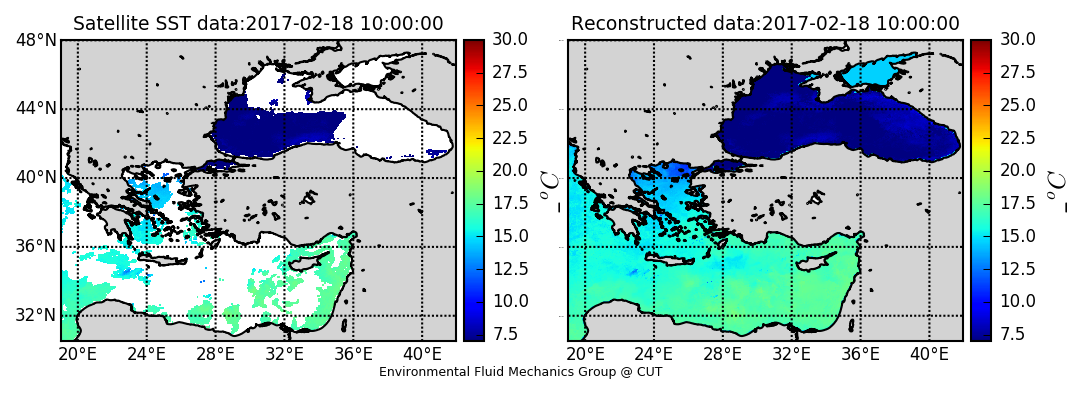 Satellite SST data:2017-02-18 10:00:00
48°N
44°N
40°N
36°N
32°N
20°E 24°E 28°E 32°E 36°E 40°E
30.0
27.5
25.0
22.5
20.0
17.5
15.0
12.5
10.0
7.5
°C
Reconstructed data:2017-02-18 10:00:00
20°E 24°E 28°E 32°E 36°E 40°E
30.0
27.5
25.0
22.5
20.0
17.5
15.0
12.5
10.0
7.5
°C
Environmental Fluid Mechanics Group @ CUT